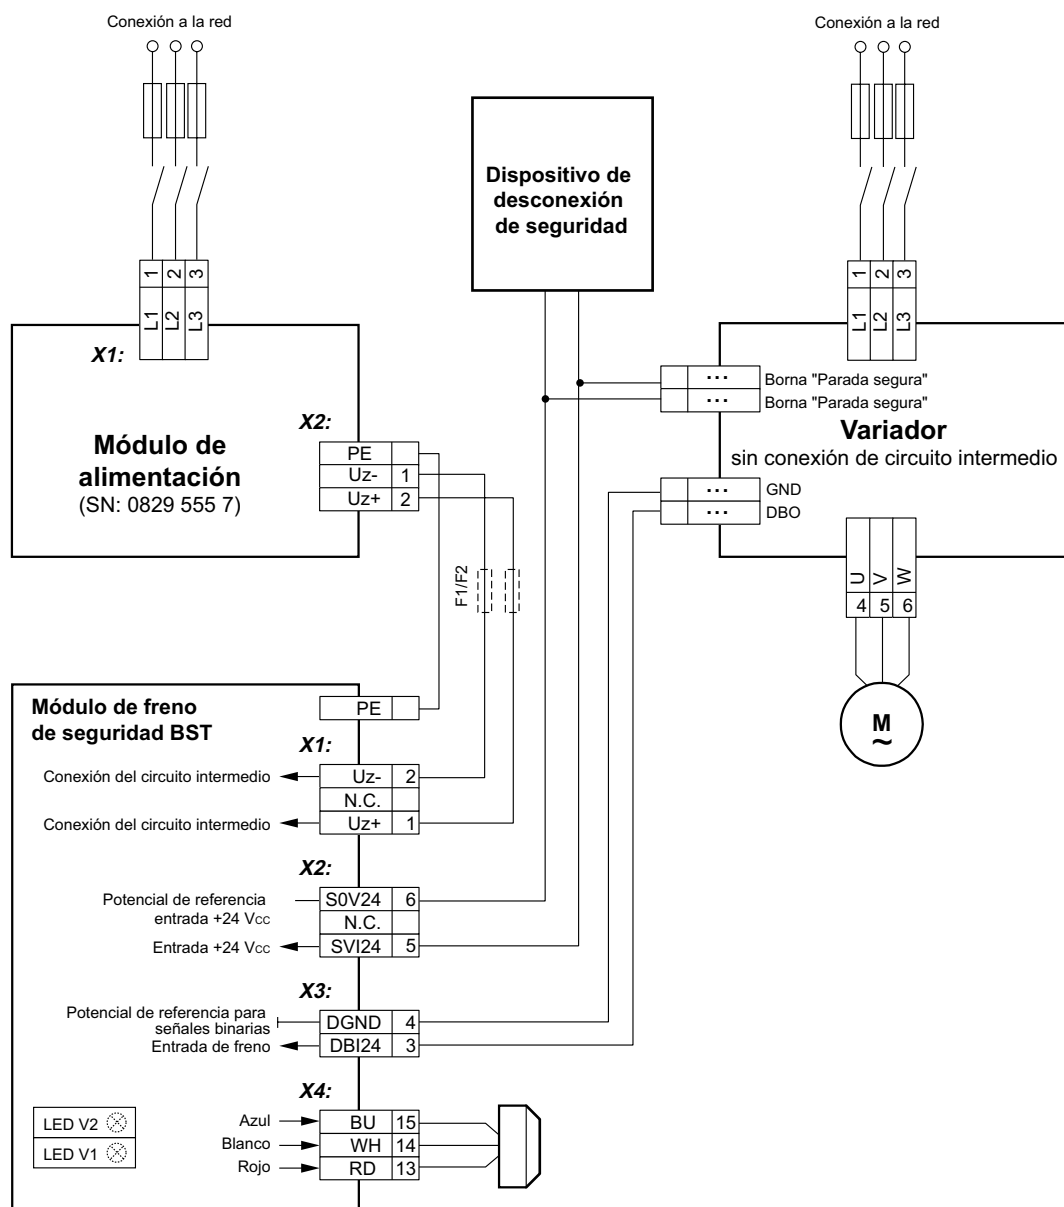 Conexión a la red
Conexión a la red
1 2 3
L1 L2 L3
X1:
Módulo de
alimentación
(SN: 0829 555 7)
X2:
PE
Uz- 1
Uz+ 2
F1/F2
Dispositivo de
desconexión
de seguridad
1 2 3
L1 L2 L3
... Borna "Parada segura"
... Borna "Parada segura"
Variador
sin conexión de circuito intermedio
... GND
... DBO
U V W
4 5 6
M
~
Módulo de freno
de seguridad BST
PE
X1:
Conexión del circuito intermedio Uz- 2
N.C.
Conexión del circuito intermedio Uz+ 1
X2:
Potencial de referencia
entrada +24 Vcc
S0V24 6
N.C.
Entrada +24 Vcc SVI24 5
X3:
Potencial de referencia para
señales binarias
DGND 4
Entrada de freno DBI24 3
X4:
Azul BU 15
Blanco WH 14
Rojo RD 13
LED V2
LED V1